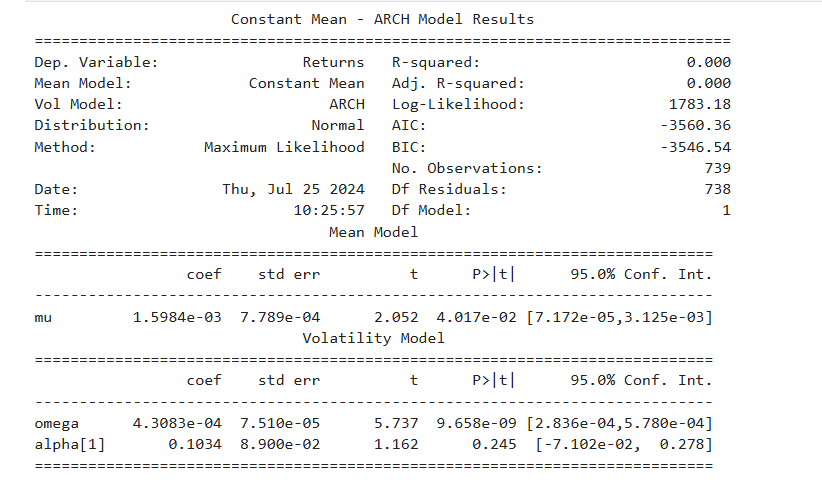 Constant Mean - ARCH Model Results
==============================================================================
Dep. Variable:                Returns   R-squared:                       0.000
Mean Model:             Constant Mean   Adj. R-squared:                  0.000
Vol Model:                       ARCH   Log-Likelihood:                1783.18
Distribution:                  Normal   AIC:                          -3560.36
Method:            Maximum Likelihood   BIC:                          -3546.54
                                        No. Observations:                  739
Date:                Thu, Jul 25 2024   Df Residuals:                      738
Time:                        10:25:57   Df Model:                            1
Mean Model
============================================================================
                 coef    std err          t      P>|t|      95.0% Conf. Int.
----------------------------------------------------------------------------
mu         1.5984e-03  7.789e-04      2.052  4.017e-02 [7.172e-05,3.125e-03]
Volatility Model
============================================================================
                 coef    std err          t      P>|t|      95.0% Conf. Int.
----------------------------------------------------------------------------
omega      4.3083e-04  7.510e-05      5.737  9.658e-09 [2.836e-04,5.780e-04]
alpha[1]       0.1034  8.900e-02      1.162      0.245  [-7.102e-02,  0.278]
============================================================================